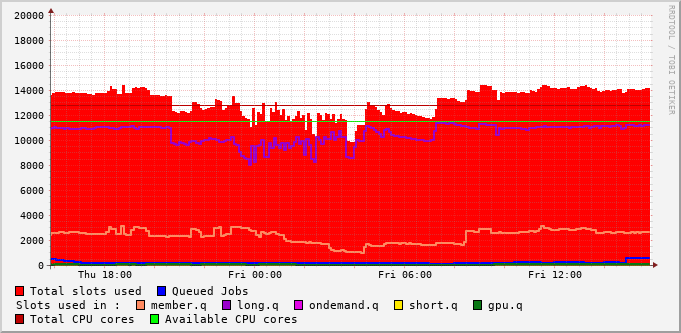 RRDTOOL / TOBI OETIKER
20000
18000
16000
14000
12000
10000
8000
6000
4000
2000
0
Thu 18:00 Fri 00:00 Fri 06:00 Fri 12:00
Total slots used Queued Jobs
Slots used in : member.q long.q ondemand.q short.q gpu.q
Total CPU cores Available CPU cores